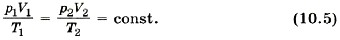 p₁V₁/T₁ = p₂V₂/T₂ = const. (10.5)